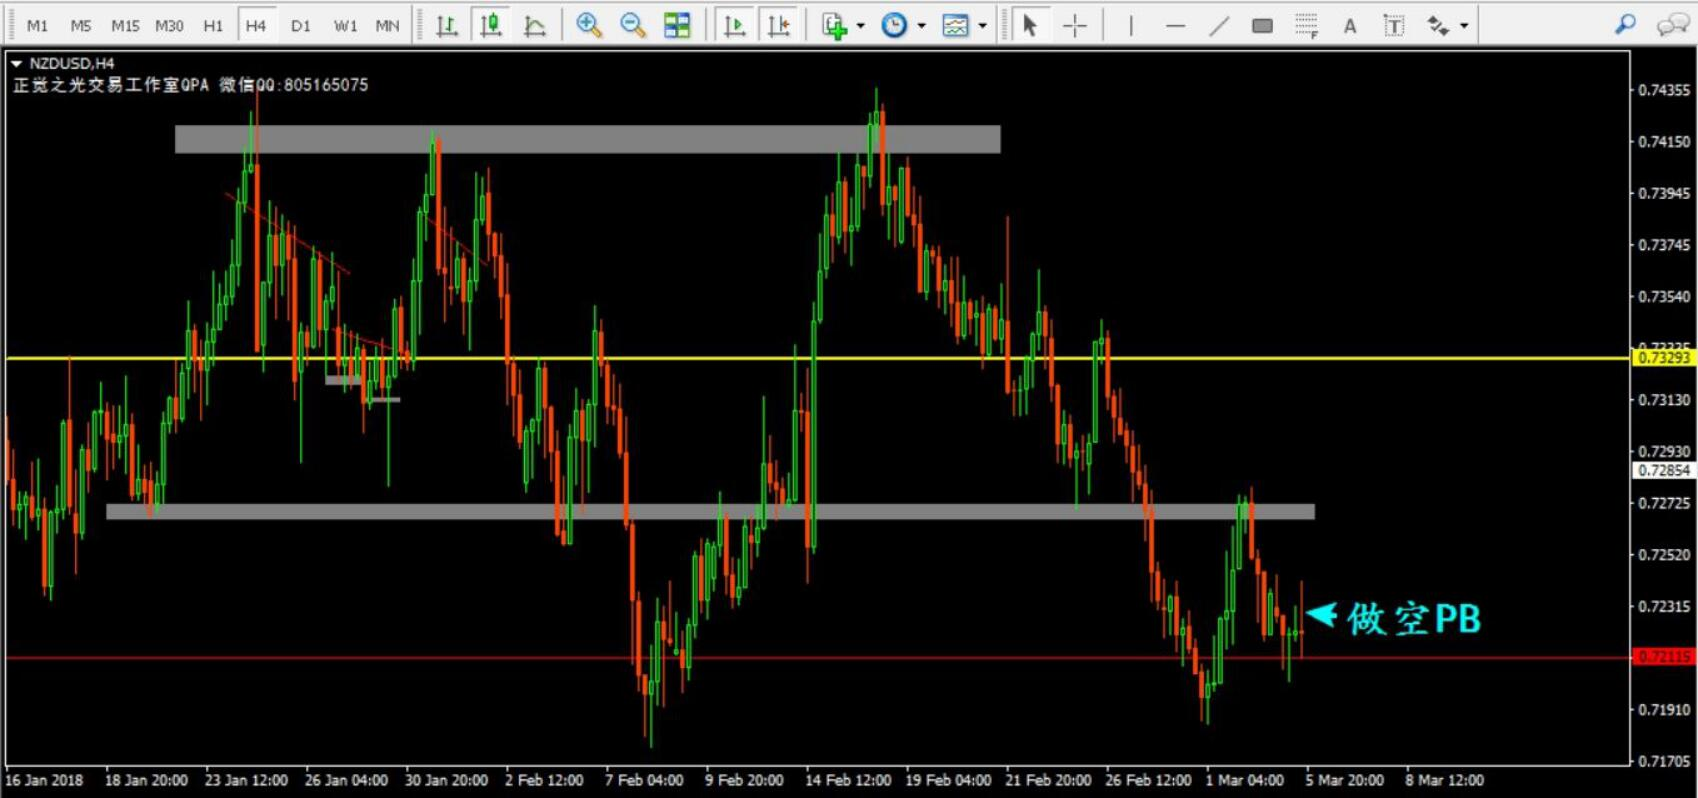 M1 M5 M15 M30 H1 H4 D1 W1 MN
F A T
NZDUSD,H4
正觉之光交易工作室QPA 微信QQ:805165075
0.74355
0.74150
0.73945
0.73745
0.73540
0.73335
0.73293
0.73130
0.72930
0.72854
0.72725
0.72520
0.72315
做空PB
0.72115
0.71910
0.71705
16 Jan 2018 18 Jan 20:00 23 Jan 12:00 26 Jan 04:00 30 Jan 20:00 2 Feb 12:00 7 Feb 04:00 9 Feb 20:00 14 Feb 12:00 19 Feb 04:00 21 Feb 20:00 26 Feb 12:00 1 Mar 04:00 5 Mar 20:00 8 Mar 12:00